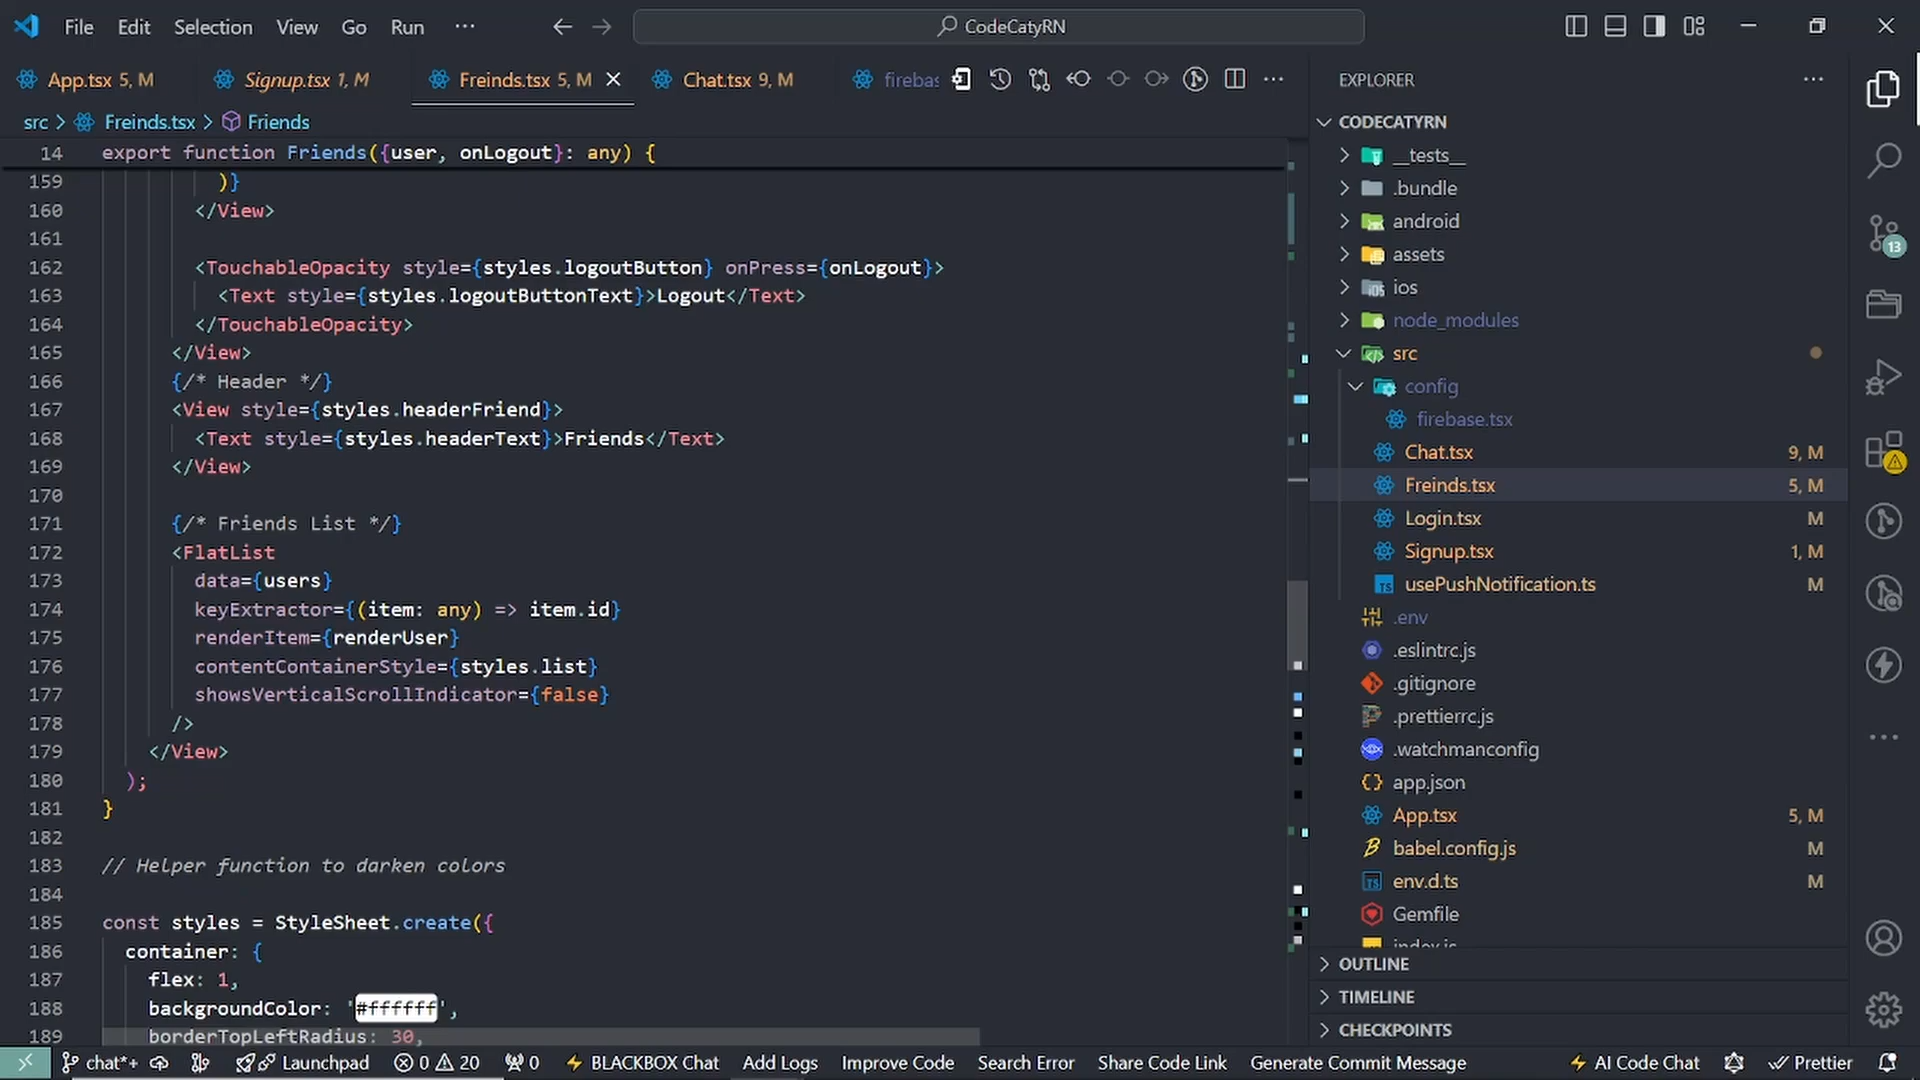 File Edit Selection View Go Run ··· CodeCatyRN
App.tsx 5, M Signup.tsx 1, M Freinds.tsx 5, M Chat.tsx 9, M firebas
src > Freinds.tsx > Friends
14 export function Friends({user, onLogout}: any) {
159 )}
160 </View>
161
162 <TouchableOpacity style={styles.logoutButton} onPress={onLogout}>
163 <Text style={styles.logoutButtonText}>Logout</Text>
164 </TouchableOpacity>
165 </View>
166 {/* Header */}
167 <View style={styles.headerFriend}>
168 <Text style={styles.headerText}>Friends</Text>
169 </View>
170
171 {/* Friends List */}
172 <FlatList
173 data={users}
174 keyExtractor={(item: any) => item.id}
175 renderItem={renderUser}
176 contentContainerStyle={styles.list}
177 showsVerticalScrollIndicator={false}
178 />
179 </View>
180 );
181 }
182
183 // Helper function to darken colors
184
185 const styles = StyleSheet.create({
186 container: {
187 flex: 1,
188 backgroundColor: '#ffffff',
189 borderTopLeftRadius: 30,
EXPLORER
CODECATYRN
__tests__
.bundle
android
assets
ios
node_modules
src
config
firebase.tsx
Chat.tsx 9, M
Freinds.tsx 5, M
Login.tsx M
Signup.tsx 1, M
usePushNotification.ts M
.env
.eslintrc.js
.gitignore
.prettierrc.js
.watchmanconfig
app.json
App.tsx 5, M
babel.config.js M
env.d.ts M
Gemfile
index.js
OUTLINE
TIMELINE
CHECKPOINTS
13
chat*+ Launchpad 0 20 0 BLACKBOX Chat Add Logs Improve Code Search Error Share Code Link Generate Commit Message AI Code Chat Prettier